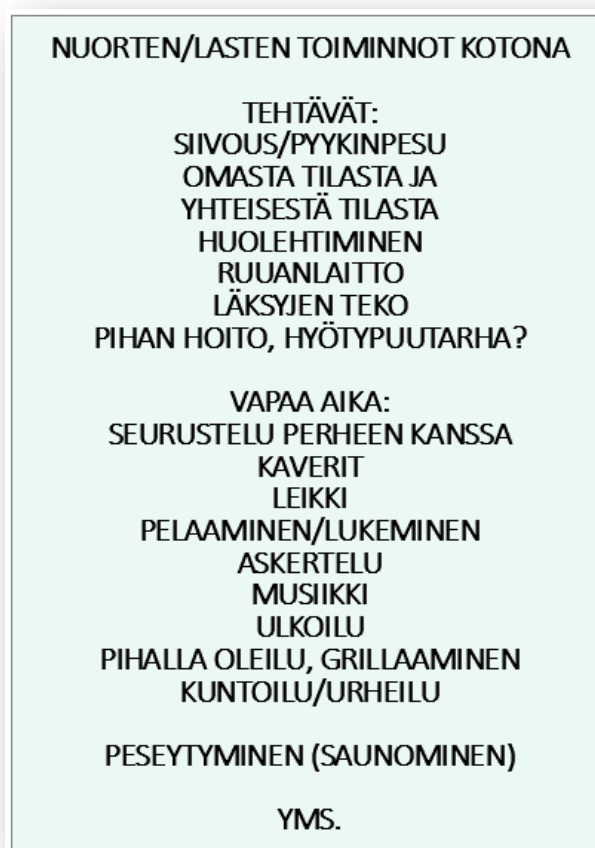 NUORTEN/LASTEN TOIMINNOT KOTONA
TEHTÄVÄT:
SIIVOUS/PYYKINPESU
OMASTA TILASTA JA
YHTEISESTÄ TILASTA
HUOLEHTIMINEN
RUUANLAITTO
LÄKSYJEN TEKO
PIHAN HOITO, HYÖTYPUUTARHA?
VAPAA AIKA:
SEURUSTELU PERHEEN KANSSA
KAVERIT
LEIKKI
PELAAMINEN/LUKEMINEN
ASKERTELU
MUSIIKKI
ULKOILU
PIHALLA OLEILU, GRILLAAMINEN
KUNTOILU/URHEILU
PESEYTYMINEN (SAUNOMINEN)
YMS.